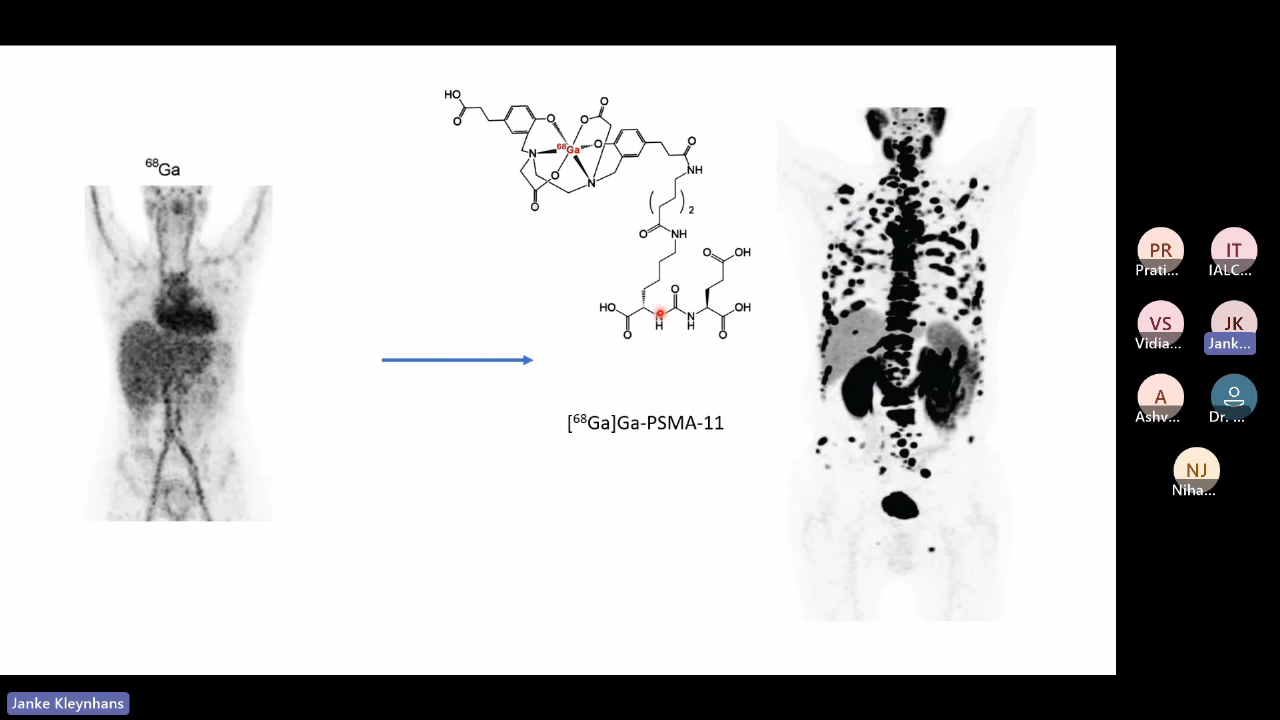 ⁶⁸Ga
HO
O
O
O
O
O
⁶⁸Ga
O
N
N
O
O
O
NH
( )₂
O
NH
O
OH
HO
O
O
N
H
N
H
OH
O
[⁶⁸Ga]Ga-PSMA-11
PR
Prati...
IT
IALC...
VS
Vidia...
JK
Jank...
A
Ashv...
Dr. ...
NJ
Niha...
Janke Kleynhans